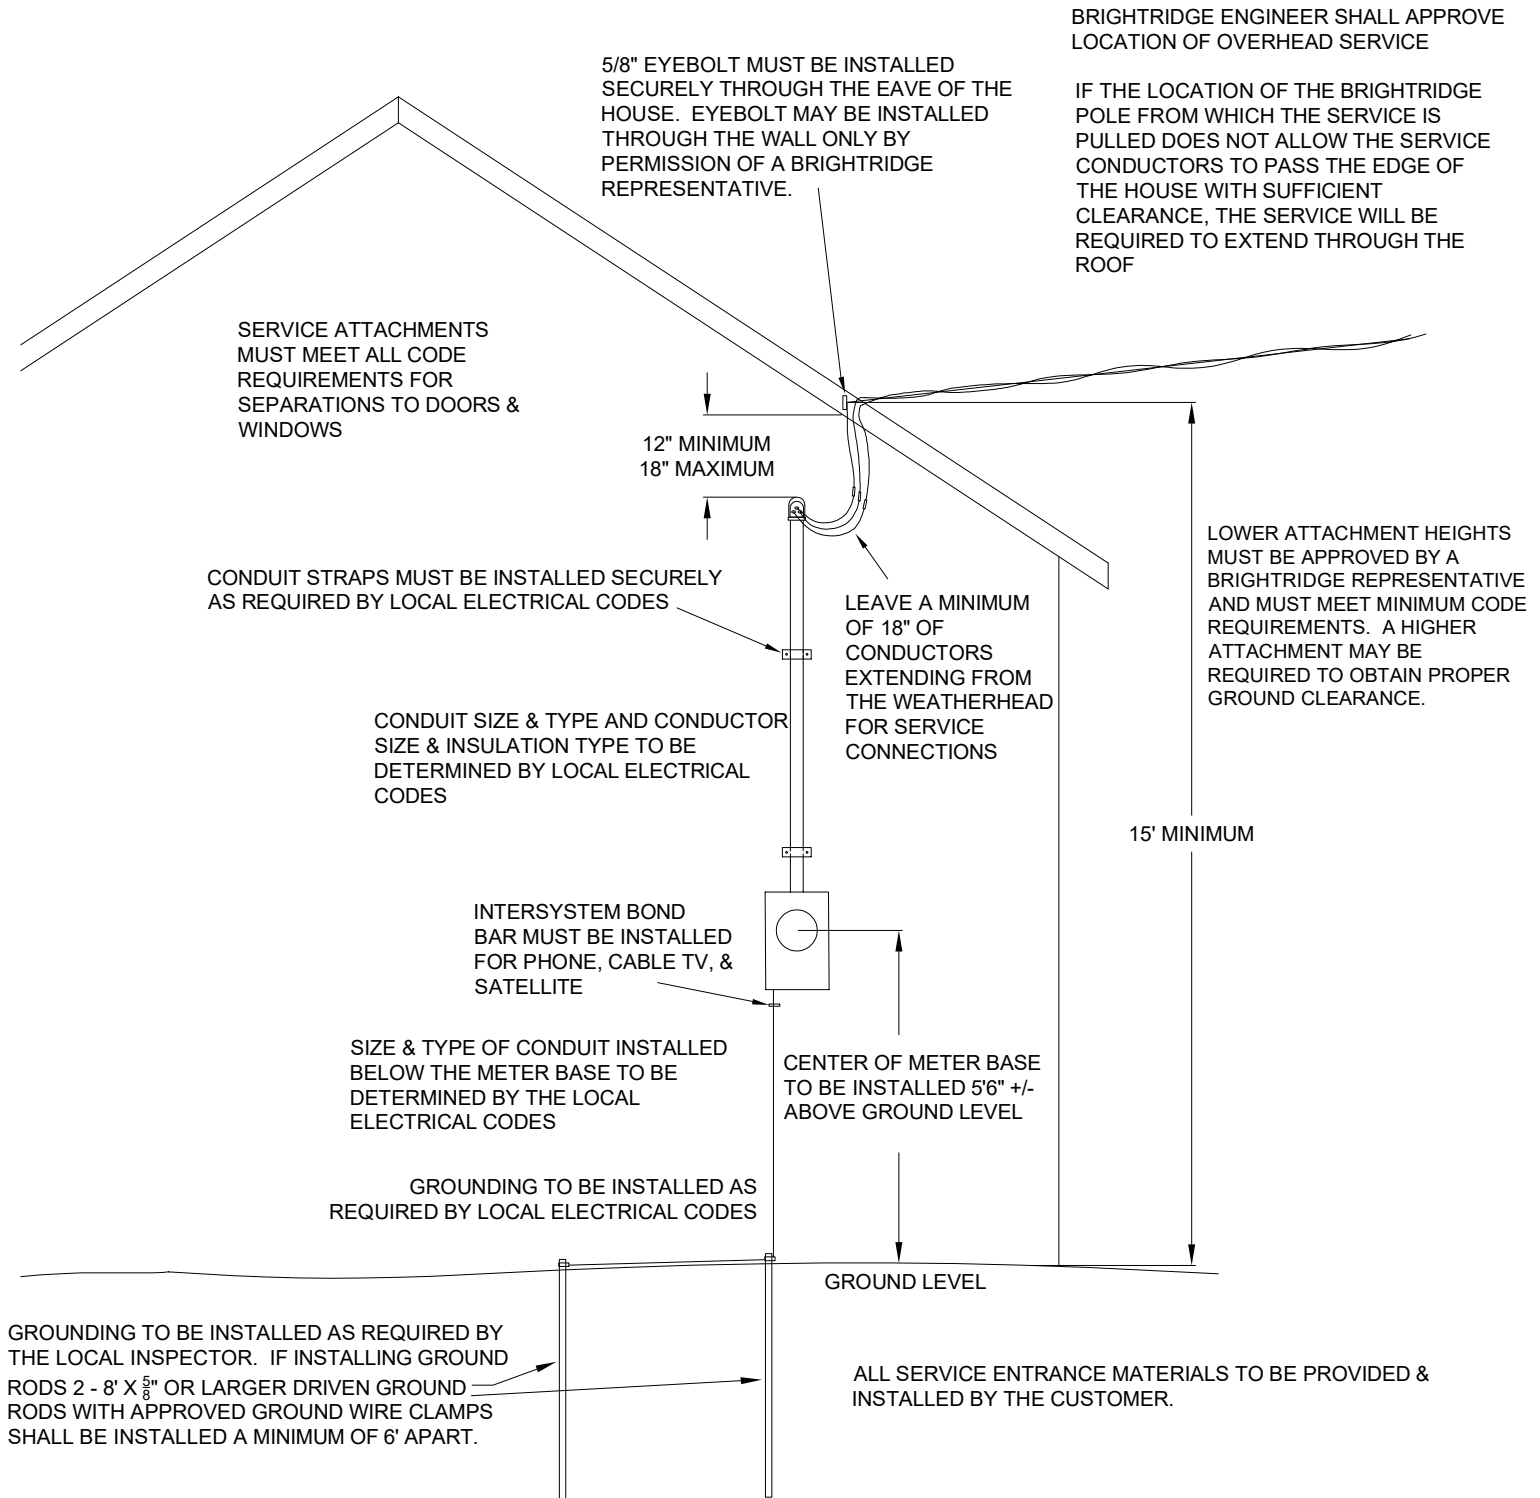 BRIGHTRIDGE ENGINEER SHALL APPROVE
LOCATION OF OVERHEAD SERVICE
5/8" EYEBOLT MUST BE INSTALLED
SECURELY THROUGH THE EAVE OF THE
HOUSE. EYEBOLT MAY BE INSTALLED
THROUGH THE WALL ONLY BY
PERMISSION OF A BRIGHTRIDGE
REPRESENTATIVE.
IF THE LOCATION OF THE BRIGHTRIDGE
POLE FROM WHICH THE SERVICE IS
PULLED DOES NOT ALLOW THE SERVICE
CONDUCTORS TO PASS THE EDGE OF
THE HOUSE WITH SUFFICIENT
CLEARANCE, THE SERVICE WILL BE
REQUIRED TO EXTEND THROUGH THE
ROOF
SERVICE ATTACHMENTS
MUST MEET ALL CODE
REQUIREMENTS FOR
SEPARATIONS TO DOORS &
WINDOWS
12" MINIMUM
18" MAXIMUM
LOWER ATTACHMENT HEIGHTS
MUST BE APPROVED BY A
BRIGHTRIDGE REPRESENTATIVE
AND MUST MEET MINIMUM CODE
REQUIREMENTS. A HIGHER
ATTACHMENT MAY BE
REQUIRED TO OBTAIN PROPER
GROUND CLEARANCE.
CONDUIT STRAPS MUST BE INSTALLED SECURELY
AS REQUIRED BY LOCAL ELECTRICAL CODES
LEAVE A MINIMUM
OF 18" OF
CONDUCTORS
EXTENDING FROM
THE WEATHERHEAD
FOR SERVICE
CONNECTIONS
CONDUIT SIZE & TYPE AND CONDUCTOR
SIZE & INSULATION TYPE TO BE
DETERMINED BY LOCAL ELECTRICAL
CODES
15' MINIMUM
INTERSYSTEM BOND
BAR MUST BE INSTALLED
FOR PHONE, CABLE TV, &
SATELLITE
SIZE & TYPE OF CONDUIT INSTALLED
BELOW THE METER BASE TO BE
DETERMINED BY THE LOCAL
ELECTRICAL CODES
CENTER OF METER BASE
TO BE INSTALLED 5'6" +/-
ABOVE GROUND LEVEL
GROUNDING TO BE INSTALLED AS
REQUIRED BY LOCAL ELECTRICAL CODES
GROUND LEVEL
GROUNDING TO BE INSTALLED AS REQUIRED BY
THE LOCAL INSPECTOR. IF INSTALLING GROUND
RODS 2 - 8' X 5/8" OR LARGER DRIVEN GROUND
RODS WITH APPROVED GROUND WIRE CLAMPS
SHALL BE INSTALLED A MINIMUM OF 6' APART.
ALL SERVICE ENTRANCE MATERIALS TO BE PROVIDED &
INSTALLED BY THE CUSTOMER.